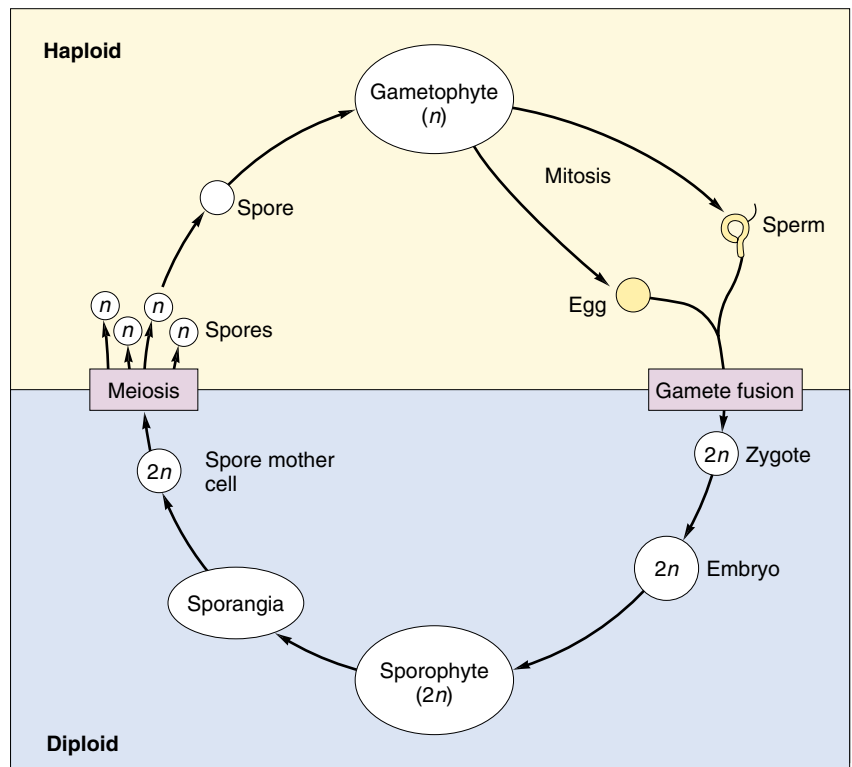 Haploid
Gametophyte
(n)
Mitosis
Spore
Sperm
Egg
n
n
n
n
Spores
Meiosis
Gamete fusion
2n
Spore mother
cell
2n
Zygote
2n
Embryo
Sporangia
Sporophyte
(2n)
Diploid